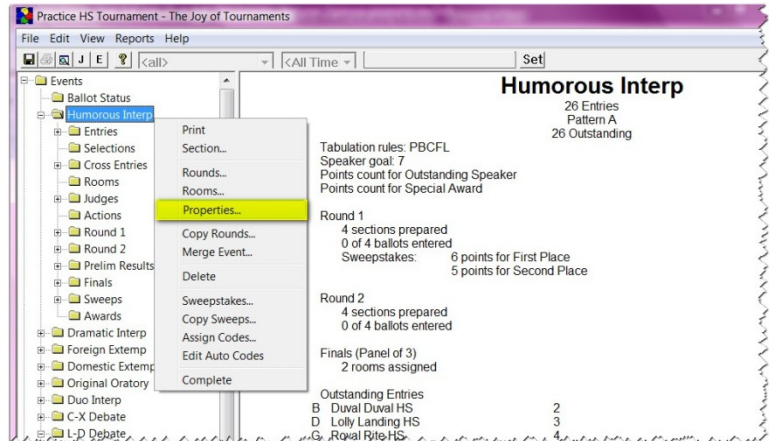 Practice HS Tournament - The Joy of Tournaments
File Edit View Reports Help
J E ? <all> <All Time Set
Events
Ballot Status
Humorous Interp
Entries
Selections
Cross Entries
Rooms
Judges
Actions
Round 1
Round 2
Prelim Results
Finals
Sweeps
Awards
Dramatic Interp
Foreign Extemp
Domestic Extemp
Original Oratory
Duo Interp
C-X Debate
L-D Debate
Print
Section...
Rounds...
Rooms...
Properties...
Copy Rounds...
Merge Event...
Delete
Sweepstakes...
Copy Sweeps...
Assign Codes...
Edit Auto Codes
Complete
Humorous Interp
26 Entries
Pattern A
26 Outstanding
Tabulation rules: PBCFL
Speaker goal: 7
Points count for Outstanding Speaker
Points count for Special Award
Round 1
4 sections prepared
0 of 4 ballots entered
Sweepstakes: 6 points for First Place
5 points for Second Place
Round 2
4 sections prepared
0 of 4 ballots entered
Finals (Panel of 3)
2 rooms assigned
Outstanding Entries
B Duval Duval HS 2
D Lolly Landing HS 3
G Royal Rite HS 4